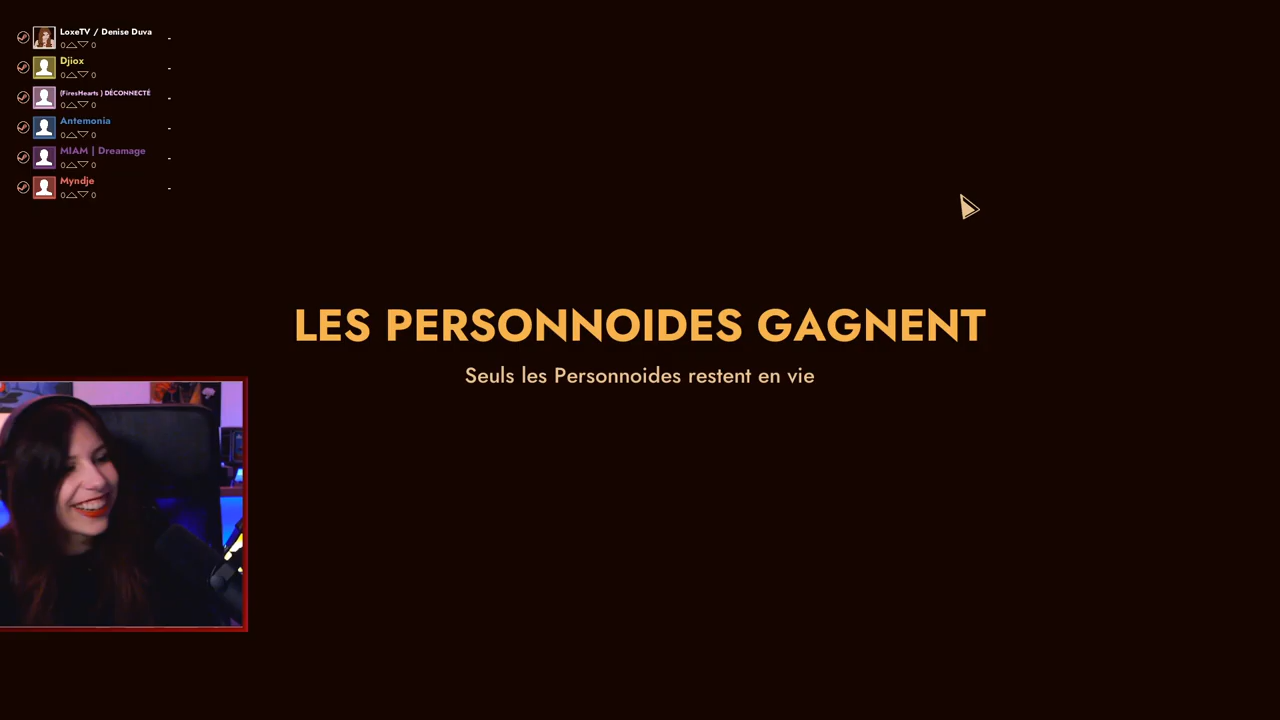 LoxeTV / Denise Duva
0 0
-
Djiox
0 0
-
(FiresHearts ) DÉCONNECTÉ
0 0
-
Antemonia
0 0
-
MIAM | Dreamage
0 0
-
Myndje
0 0
-
LES PERSONNOIDES GAGNENT
Seuls les Personnoides restent en vie